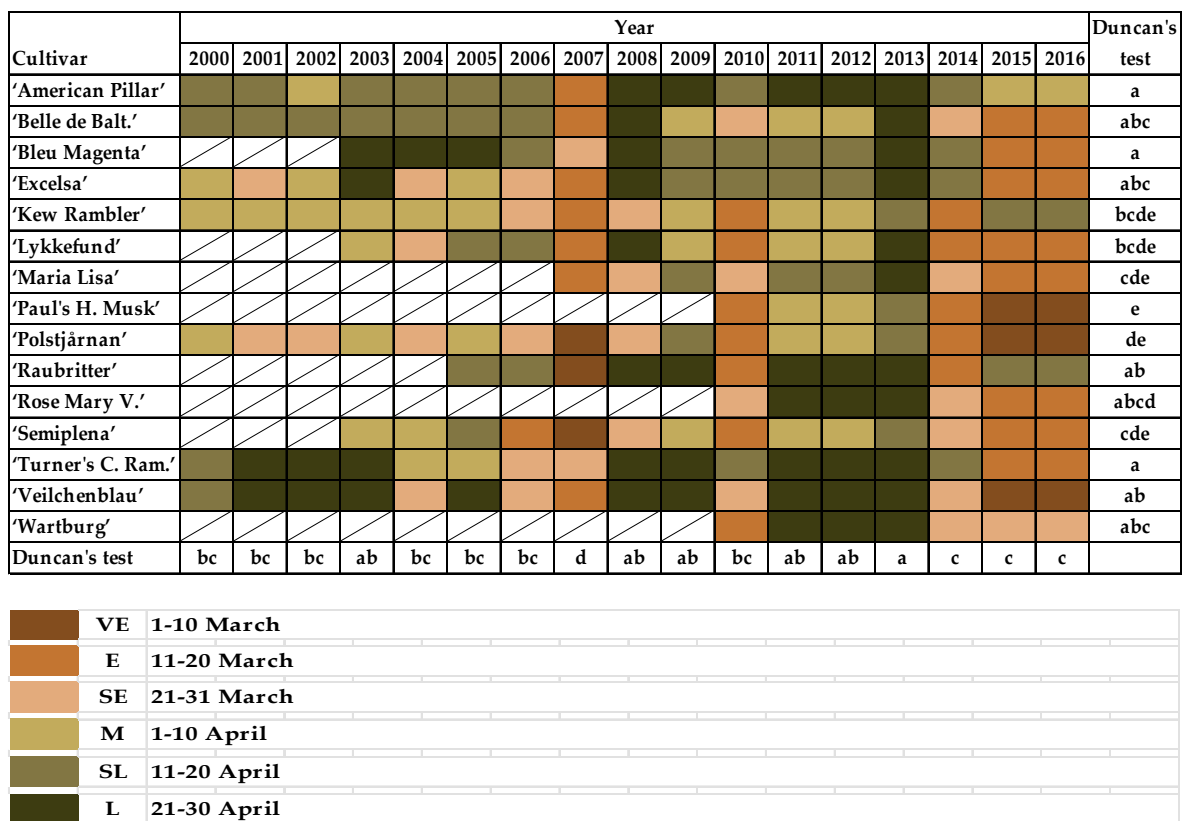 Year Duncan's
Cultivar 2000 2001 2002 2003 2004 2005 2006 2007 2008 2009 2010 2011 2012 2013 2014 2015 2016 test
‘American Pillar’ a
‘Belle de Balt.’ abc
‘Bleu Magenta’ a
‘Excelsa’ abc
‘Kew Rambler’ bcde
‘Lykkefund’ bcde
‘Maria Lisa’ cde
‘Paul's H. Musk’ e
‘Polstjårnan’ de
‘Raubritter’ ab
‘Rose Mary V.’ abcd
‘Semiplena’ cde
‘Turner's C. Ram.’ a
‘Veilchenblau’ ab
‘Wartburg’ abc
Duncan's test bc bc bc ab bc bc bc d ab ab bc ab ab a c c c
VE 1-10 March
E 11-20 March
SE 21-31 March
M 1-10 April
SL 11-20 April
L 21-30 April